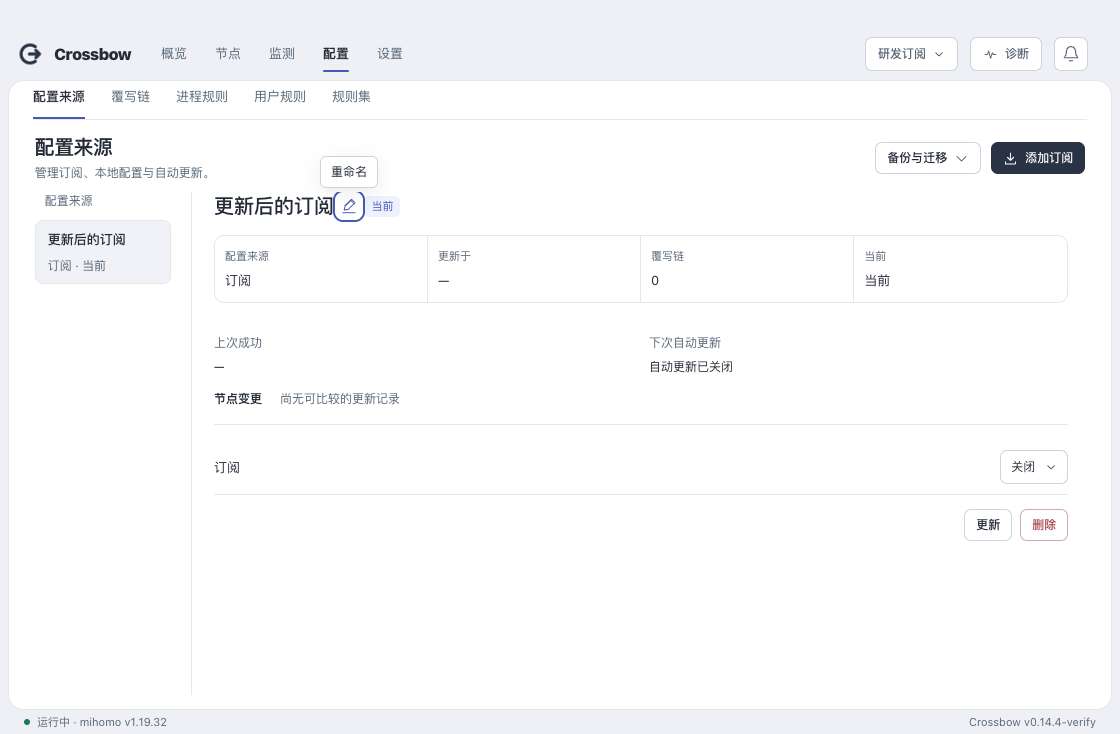 Crossbow 概览 节点 监测 配置 设置 研发订阅 诊断
配置来源 覆写链 进程规则 用户规则 规则集
配置来源
管理订阅、本地配置与自动更新。
备份与迁移 添加订阅
重命名
配置来源
更新后的订阅
订阅 · 当前
更新后的订阅 当前
配置来源 更新于 覆写链 当前
订阅 — 0 当前
上次成功 下次自动更新
— 自动更新已关闭
节点变更 尚无可比较的更新记录
订阅 关闭
更新 删除
运行中 · mihomo v1.19.32 Crossbow v0.14.4-verify